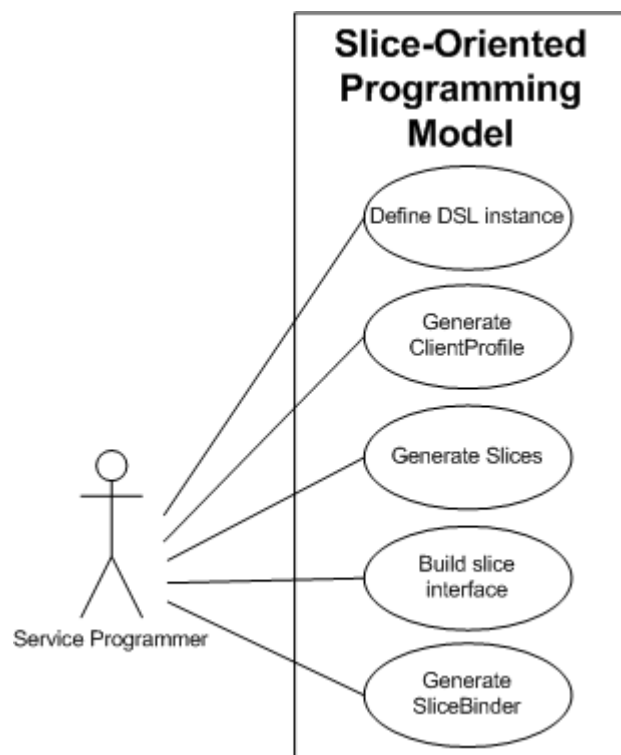 Slice-Oriented
Programming
Model
Define DSL instance
Generate
ClientProfile
Generate Slices
Build slice
interface
Generate
SliceBinder
Service Programmer